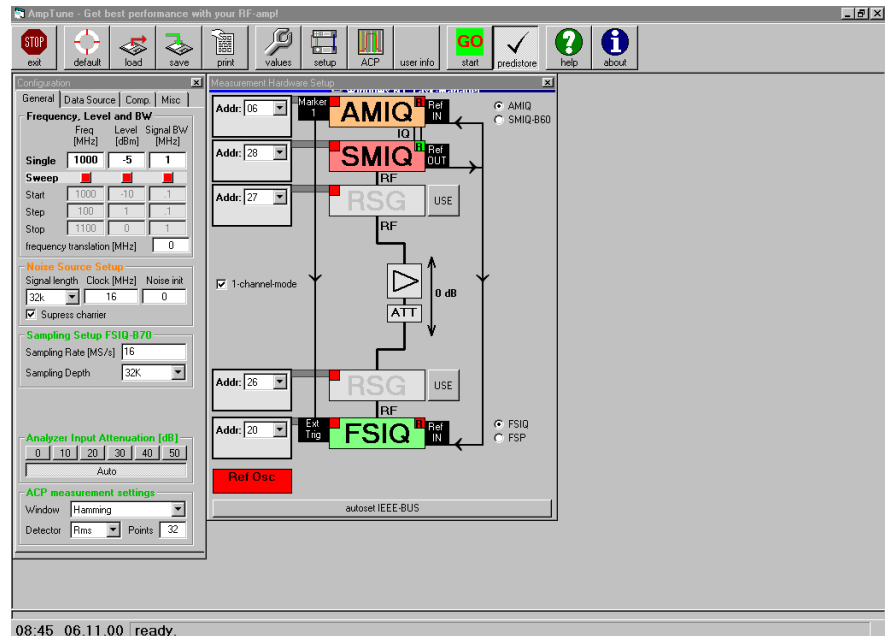 AmpTune - Get best performance with your RF-amp!
STOP
GO
exit default load save print values setup ACP user info start predistore help about
Configuration
General Data Source Comp. Misc
Frequency, Level and BW
Freq [MHz] Level [dBm] Signal BW [MHz]
Single 1000 -5 1
Sweep
Start 1000 -10 .1
Step 100 1 .1
Stop 1100 0 1
frequency translation [MHz] 0
Noise Source Setup
Signal length Clock [MHz] Noise init
32k 16 0
Supress charrier
Sampling Setup FSIQ-B70
Sampling Rate [MS/s] 16
Sampling Depth 32K
Analyzer Input Attenuation [dB]
0 10 20 30 40 50
Auto
ACP measurement settings
Window Hamming
Detector Rms Points 32
Measurement Hardware Setup
Addr: 06 Marker 1 AMIQ R Ref IN
AMIQ
SMIQ-B60
IQ
Addr: 28 SMIQ R Ref OUT
RF
Addr: 27 RSG USE
RF
1-channel-mode
0 dB
ATT
Addr: 26 RSG USE
RF
Addr: 20 Ext Trig FSIQ R Ref IN
FSIQ
FSP
Ref Osc
autoset IEEE-BUS
08:45 06.11.00 ready.